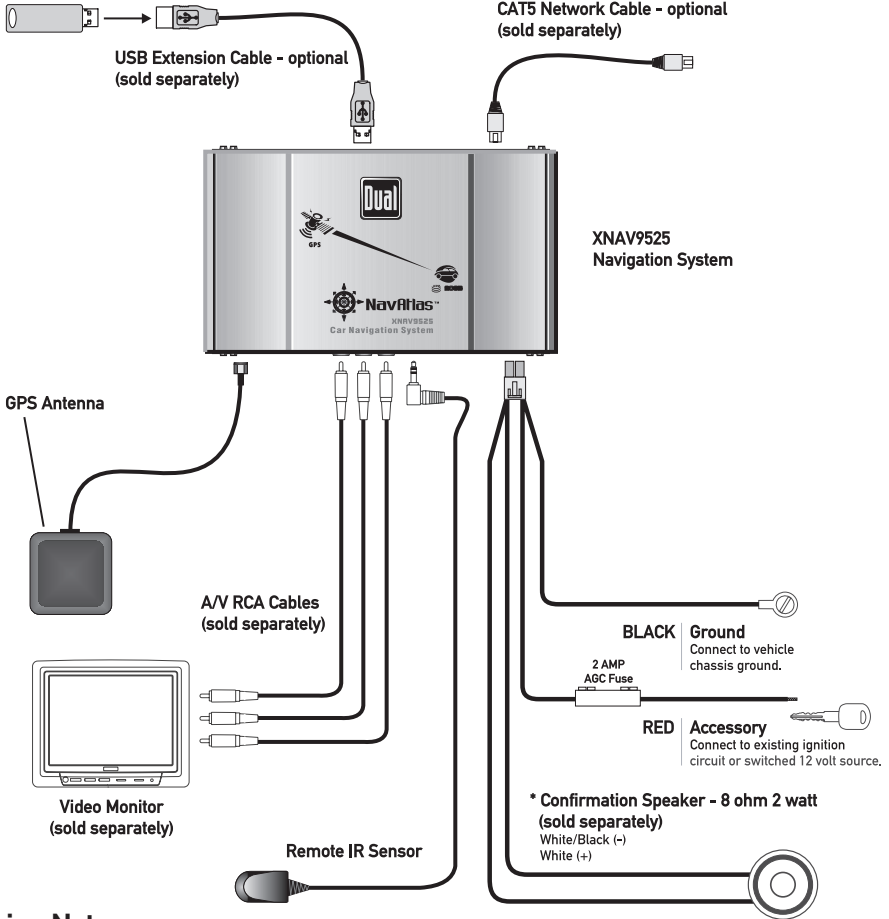 CAT5 Network Cable - optional
(sold separately)
USB Extension Cable - optional
(sold separately)
Dual
GPS
XNAV9525
Navigation System
NavAtlas™
XNAV9525
Car Navigation System
GPS Antenna
A/V RCA Cables
(sold separately)
BLACK Ground
Connect to vehicle
chassis ground.
2 AMP
AGC Fuse
RED Accessory
Connect to existing ignition
circuit or switched 12 volt source.
Video Monitor
(sold separately)
* Confirmation Speaker - 8 ohm 2 watt
(sold separately)
White/Black (-)
White (+)
Remote IR Sensor